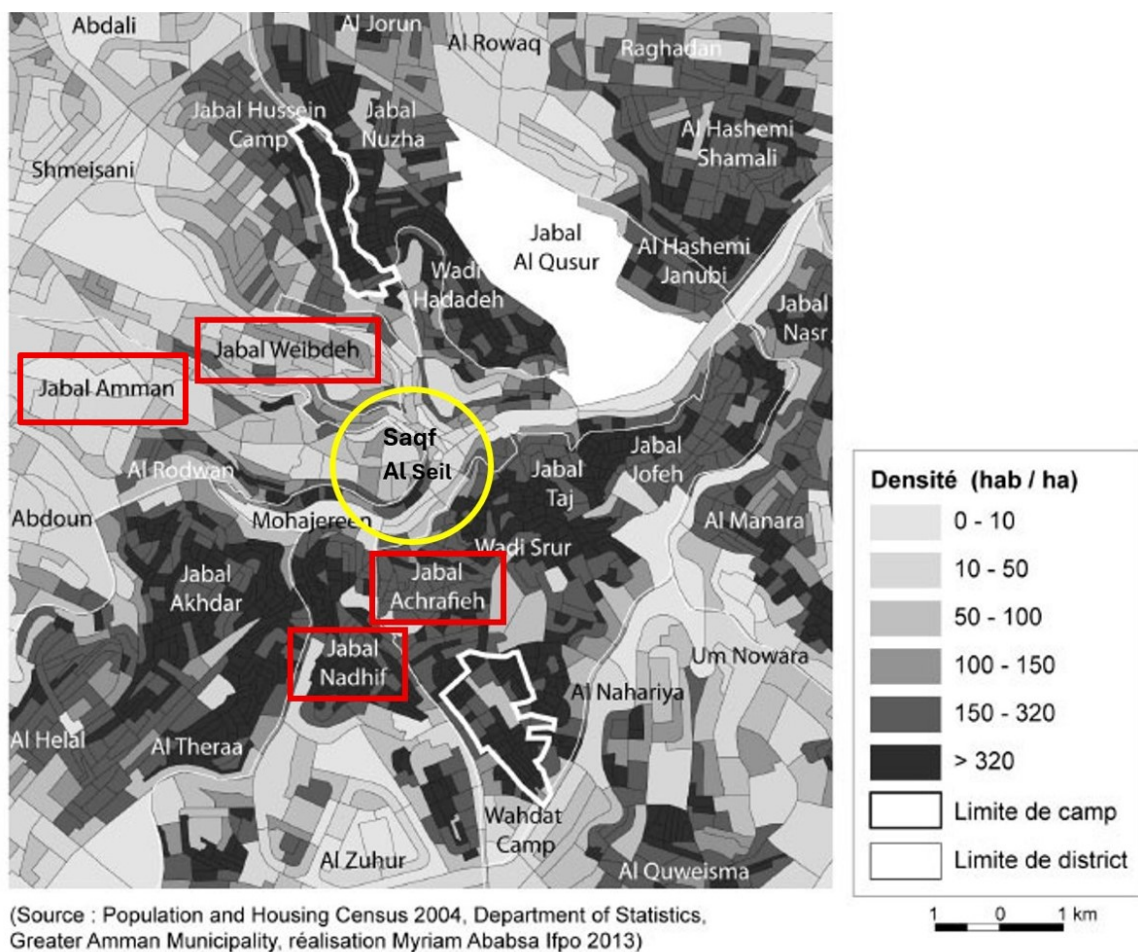 Abdali
Al Jorun
Al Rowaq
Raghadan
Jabal Hussein
Camp
Jabal
Nuzha
Al Hashemi
Shamali
Shmeisani
Jabal
Al Qusur
Al Hashemi
Janubi
Wadi
Hadadeh
Jabal
Nasr
Jabal Weibdeh
Jabal Amman
Saqf
Al Seil
Al Rodwan
Jabal
Taj
Jabal
Jofeh
Abdoun
Mohajereen
Al Manara
Wadi Srur
Jabal
Akhdar
Jabal
Achrafieh
Jabal
Nadhif
Um Nowara
Al Nahariya
Al Helal
Al Theraa
Wahdat
Camp
Al Zuhur
Al Quweisma
Densité (hab / ha)
0 - 10
10 - 50
50 - 100
100 - 150
150 - 320
> 320
Limite de camp
Limite de district
1 0 1 km
(Source : Population and Housing Census 2004, Department of Statistics,
Greater Amman Municipality, réalisation Myriam Ababsa Ifpo 2013)